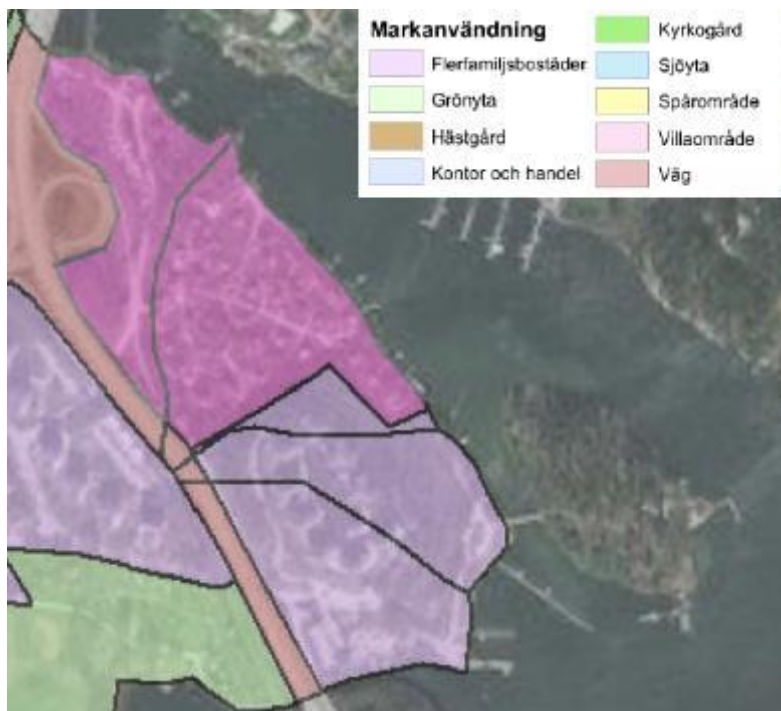 Markanvändning
Flerfamiljsbostäder
Grönyta
Hästgård
Kontor och handel
Kyrkogård
Sjöyta
Spårområde
Villaområde
Väg